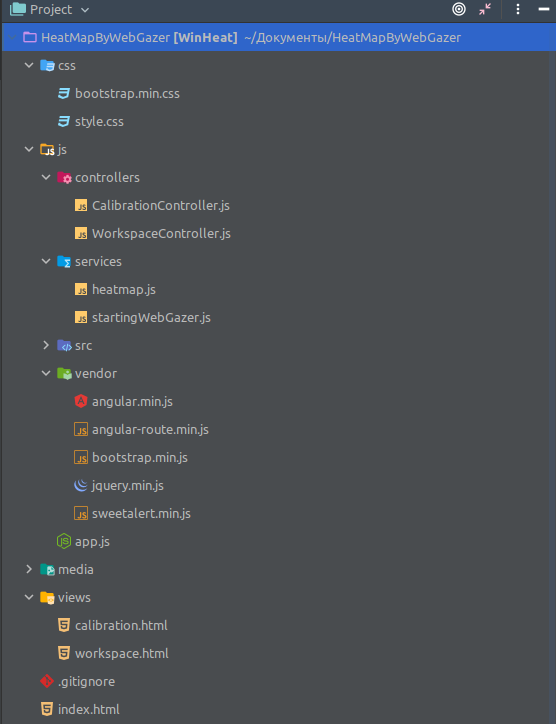 Project
HeatMapByWebGazer [WinHeat] ~/Документы/HeatMapByWebGazer
css
bootstrap.min.css
style.css
js
controllers
CalibrationController.js
WorkspaceController.js
services
heatmap.js
startingWebGazer.js
src
vendor
angular.min.js
angular-route.min.js
bootstrap.min.js
jquery.min.js
sweetalert.min.js
app.js
media
views
calibration.html
workspace.html
.gitignore
index.html